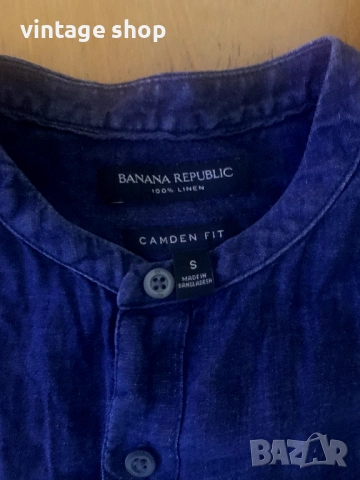 vintage shop
BANANA REPUBLIC
100% LINEN
CAMDEN FIT
S
MADE IN
BANGLADESH
BAZAR